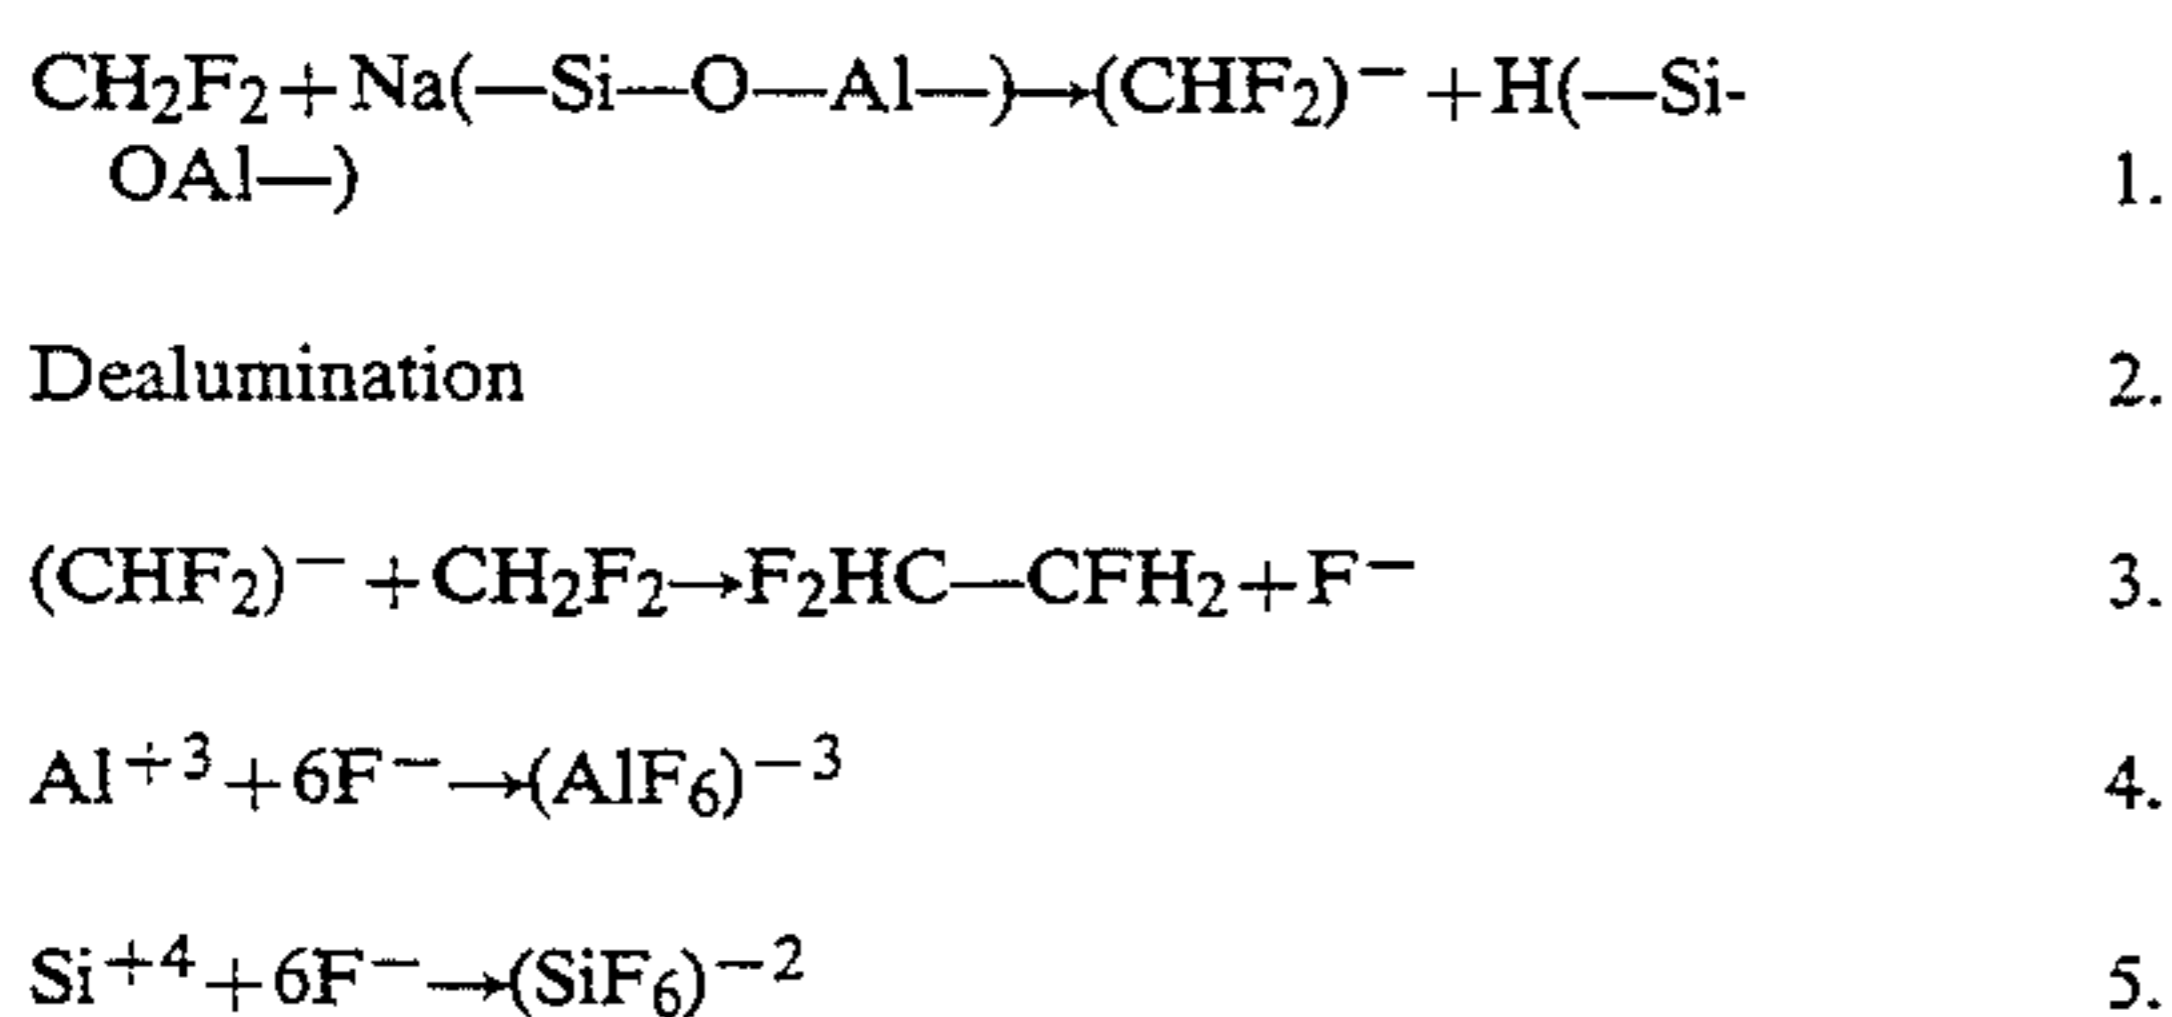 CH₂F₂+Na(—Si—O—Al—)→(CHF₂)⁻+H(—Si-
OAl—) 1.
Dealumination 2.
(CHF₂)⁻+CH₂F₂→F₂HC—CFH₂+F⁻ 3.
Al⁺³+6F⁻→(AlF₆)⁻³ 4.
Si⁺⁴+6F⁻→(SiF₆)⁻² 5.